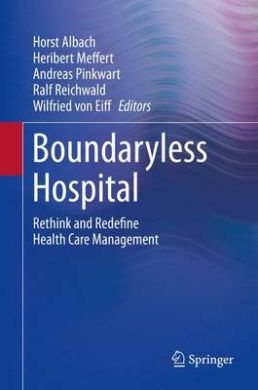 Horst Albach
Heribert Meffert
Andreas Pinkwart
Ralf Reichwald
Wilfried von Eiff Editors
Boundaryless
Hospital
Rethink and Redefine
Health Care Management
Springer